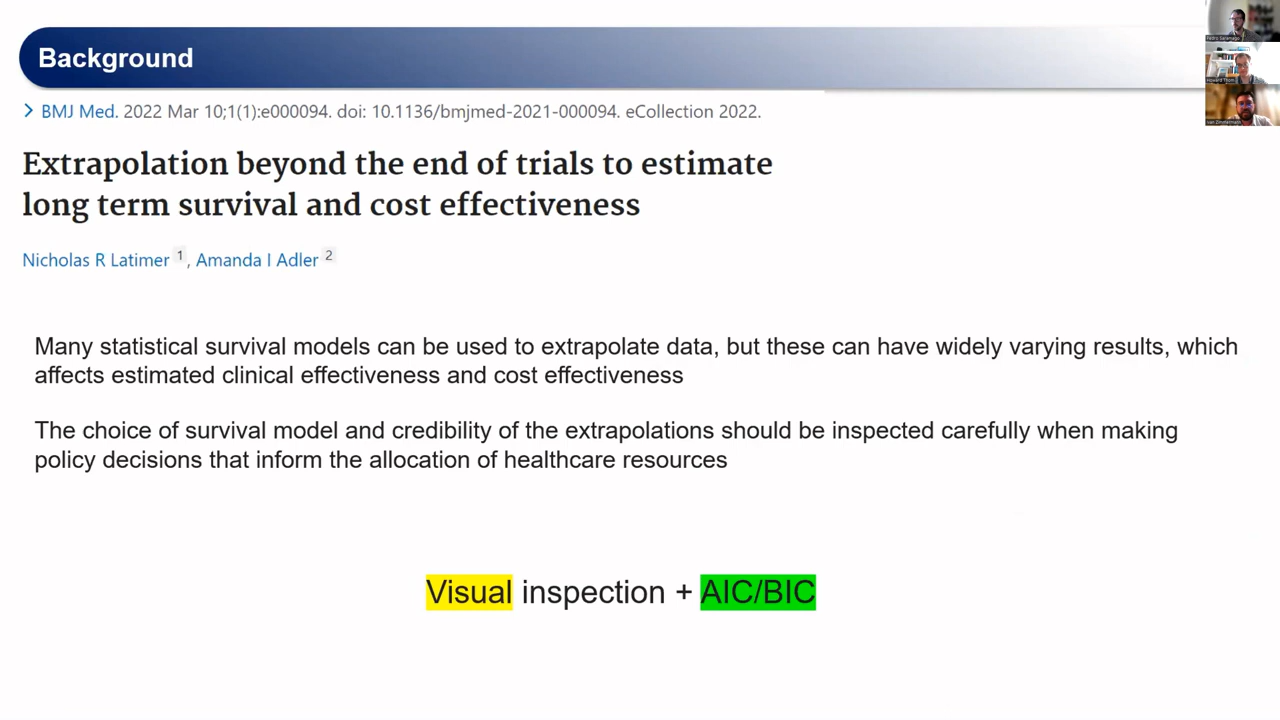 Background
BMJ Med. 2022 Mar 10;1(1):e000094. doi: 10.1136/bmjmed-2021-000094. eCollection 2022.
Extrapolation beyond the end of trials to estimate
long term survival and cost effectiveness
Nicholas R Latimer 1, Amanda I Adler 2
Many statistical survival models can be used to extrapolate data, but these can have widely varying results, which
affects estimated clinical effectiveness and cost effectiveness
The choice of survival model and credibility of the extrapolations should be inspected carefully when making
policy decisions that inform the allocation of healthcare resources
Visual inspection + AIC/BIC
Pedro Saramago
Howard Thom